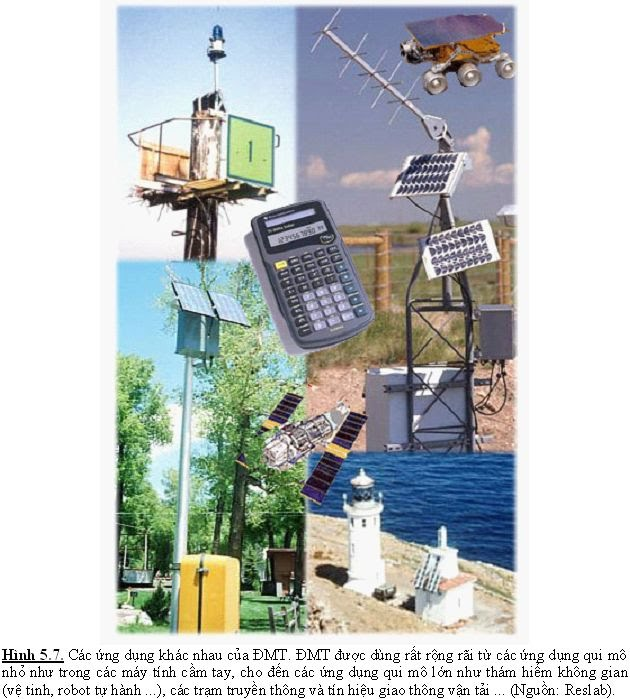 1
1234567890
Hình 5.7. Các ứng dụng khác nhau của ĐMT. ĐMT được dùng rất rộng rãi từ các ứng dụng qui mô
nhỏ như trong các máy tính cầm tay, cho đến các ứng dụng qui mô lớn như thám hiểm không gian
(vệ tinh, robot tự hành ...), các trạm truyền thông và tín hiệu giao thông vận tải ... (Nguồn: Reslab).